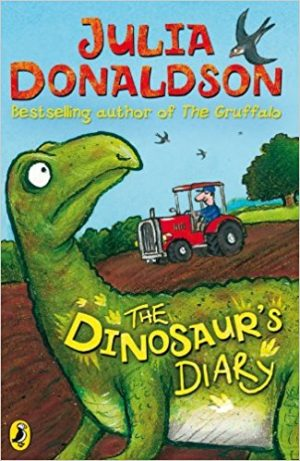 JULIA
DONALDSON
Bestselling author of The Gruffalo
THE
DINOSAUR'S
DIARY